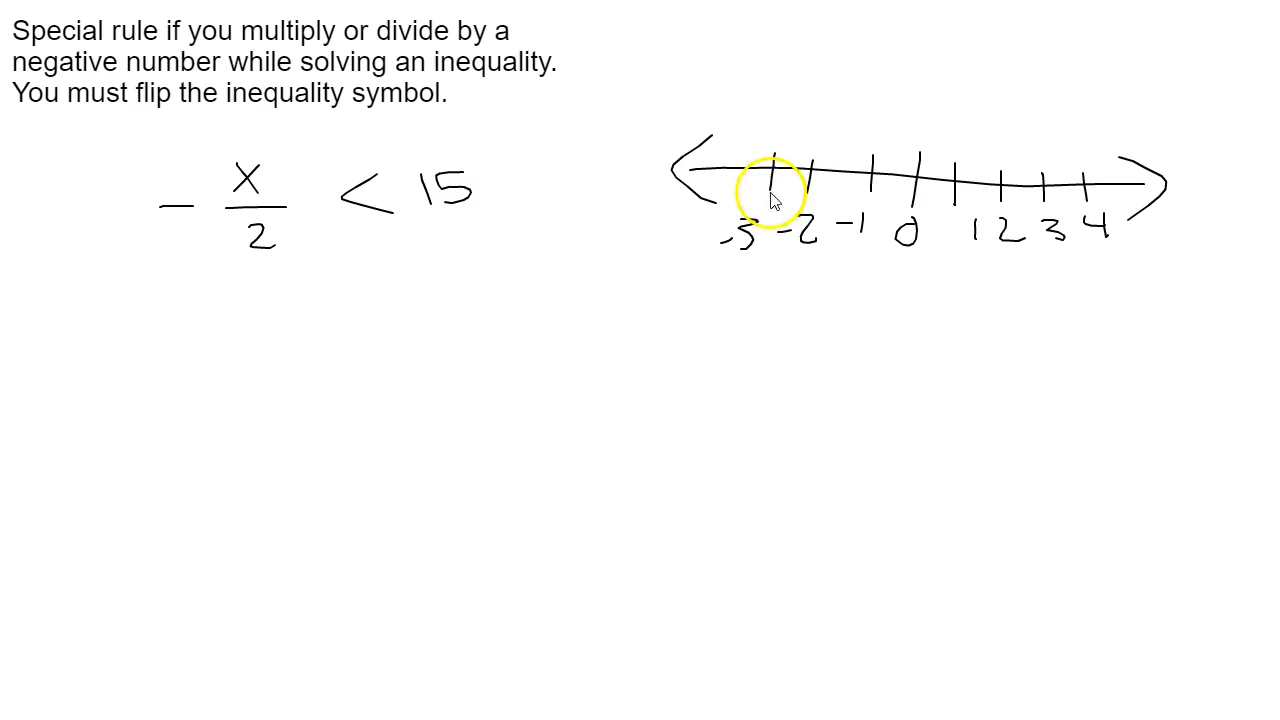 Special rule if you multiply or divide by a
negative number while solving an inequality.
You must flip the inequality symbol.
- x/2 < 15
-3 -2 -1 0 1 2 3 4